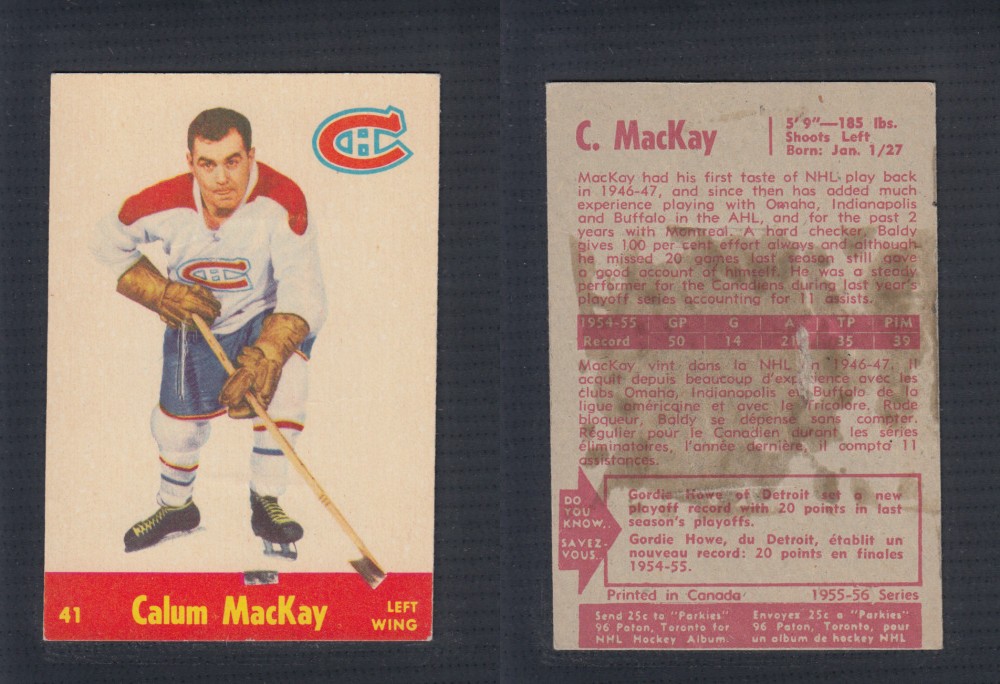 41
Calum MacKay
LEFT
WING
C. MacKay
5' 9"—185 lbs.
Shoots Left
Born: Jan. 1/27
MacKay had his first taste of NHL play back
in 1946-47, and since then has added much
experience playing with Omaha, Indianapolis
and Buffalo in the AHL, and for the past 2
years with Montreal. A hard checker, Baldy
gives 100 per cent effort always and although
he missed 20 games last season still gave
a good account of himself. He was a steady
performer for the Canadiens during last year's
playoff series accounting for 11 assists.
1954-55 GP G A TP PIM
Record 50 14 21 35 39
MacKay vint dans la NHL en 1946-47. Il
acquit depuis beaucoup d'expérience avec les
clubs Omaha, Indianapolis et Buffalo de la
ligue américaine et avec le Tricolore. Rude
bloqueur, Baldy se dépense sans compter.
Régulier pour le Canadien durant les séries
éliminatoires, l'année dernière, il compta 11
assistances.
DO
YOU
KNOW..
SAVEZ-
VOUS..
Gordie Howe of Detroit set a new
playoff record with 20 points in last
season's playoffs.
Gordie Howe, du Detroit, établit un
nouveau record: 20 points en finales
1954-55.
Printed in Canada 1955-56 Series
Send 25c to "Parkies"
96 Paton, Toronto for
NHL Hockey Album.
Envoyez 25c a "Parkies"
96 Paton, Toronto, pour
un album de hockey NHL